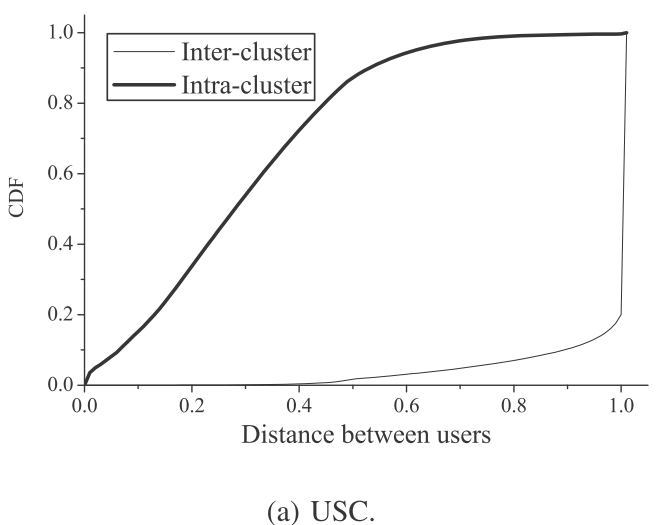 1.0
0.8
0.6
0.4
0.2
0.0
CDF
Inter-cluster
Intra-cluster
0.0 0.2 0.4 0.6 0.8 1.0
Distance between users
(a) USC.